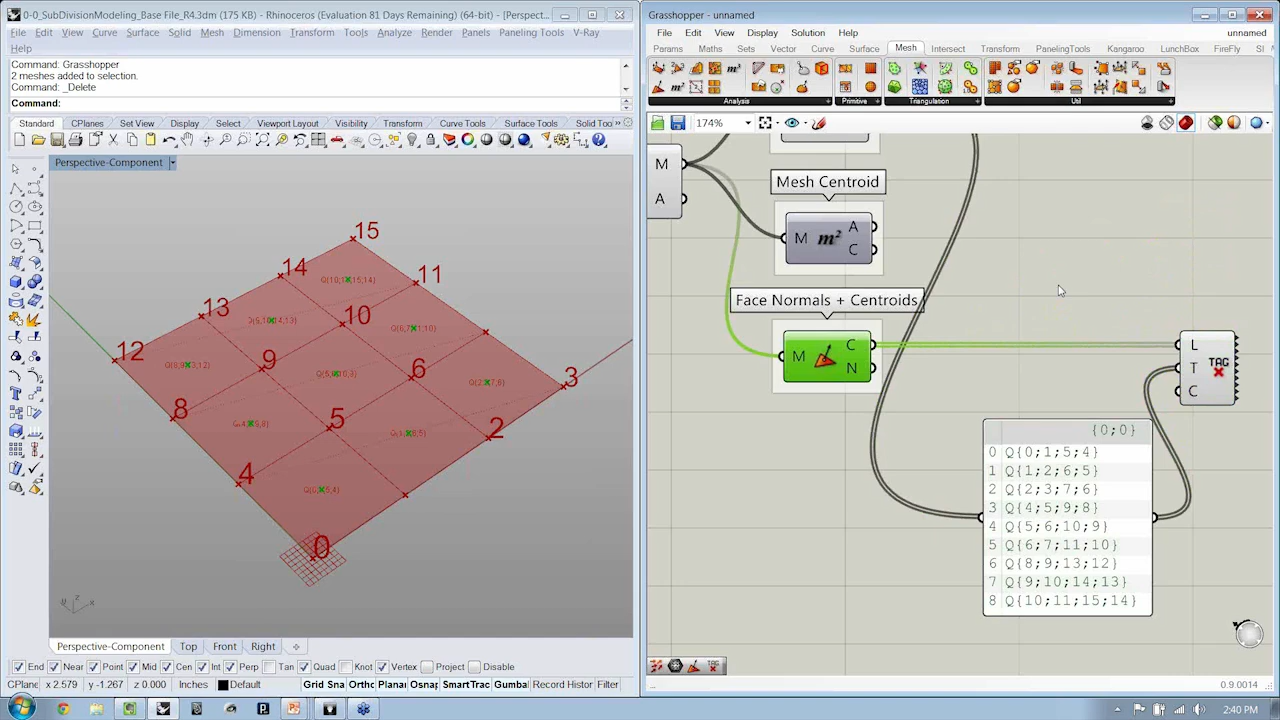 0-0_SubDivisionModeling_Base File_R4.3dm (175 KB) - Rhinoceros (Evaluation 81 Days Remaining) (64-bit) - [Perspect...
File Edit View Curve Surface Solid Mesh Dimension Transform Tools Analyze Render Panels Paneling Tools V-Ray
Help
Command: Grasshopper
2 meshes added to selection.
Command: _Delete
Command:
Standard CPlanes Set View Display Select Viewport Layout Visibility Transform Curve Tools Surface Tools Solid Too
Perspective-Component
15
14
11
13
10
12
9
6
3
8
5
2
4
0
Perspective-Component Top Front Right
End Near Point Mid Cen Int Perp Tan Quad Knot Vertex Project Disable
CPlane x 2.579 y -1.267 z 0.000 Inches Default Grid Sna Ortho Planar Osnap SmartTrac Gumba Record Histor Filter
Grasshopper - unnamed
File Edit View Display Solution Help unnamed
Params Maths Sets Vector Curve Surface Mesh Intersect Transform PanelingTools Kangaroo LunchBox FireFly
Analysis Primitive Triangulation Util
174%
M
A
Mesh Centroid
M m² A
C
Face Normals + Centroids
M C
N
L
T TAG
C
{0;0}
0 Q{0;1;5;4}
1 Q{1;2;6;5}
2 Q{2;3;7;6}
3 Q{4;5;9;8}
4 Q{5;6;10;9}
5 Q{6;7;11;10}
6 Q{8;9;13;12}
7 Q{9;10;14;13}
8 Q{10;11;15;14}
0.9.0014
2:40 PM